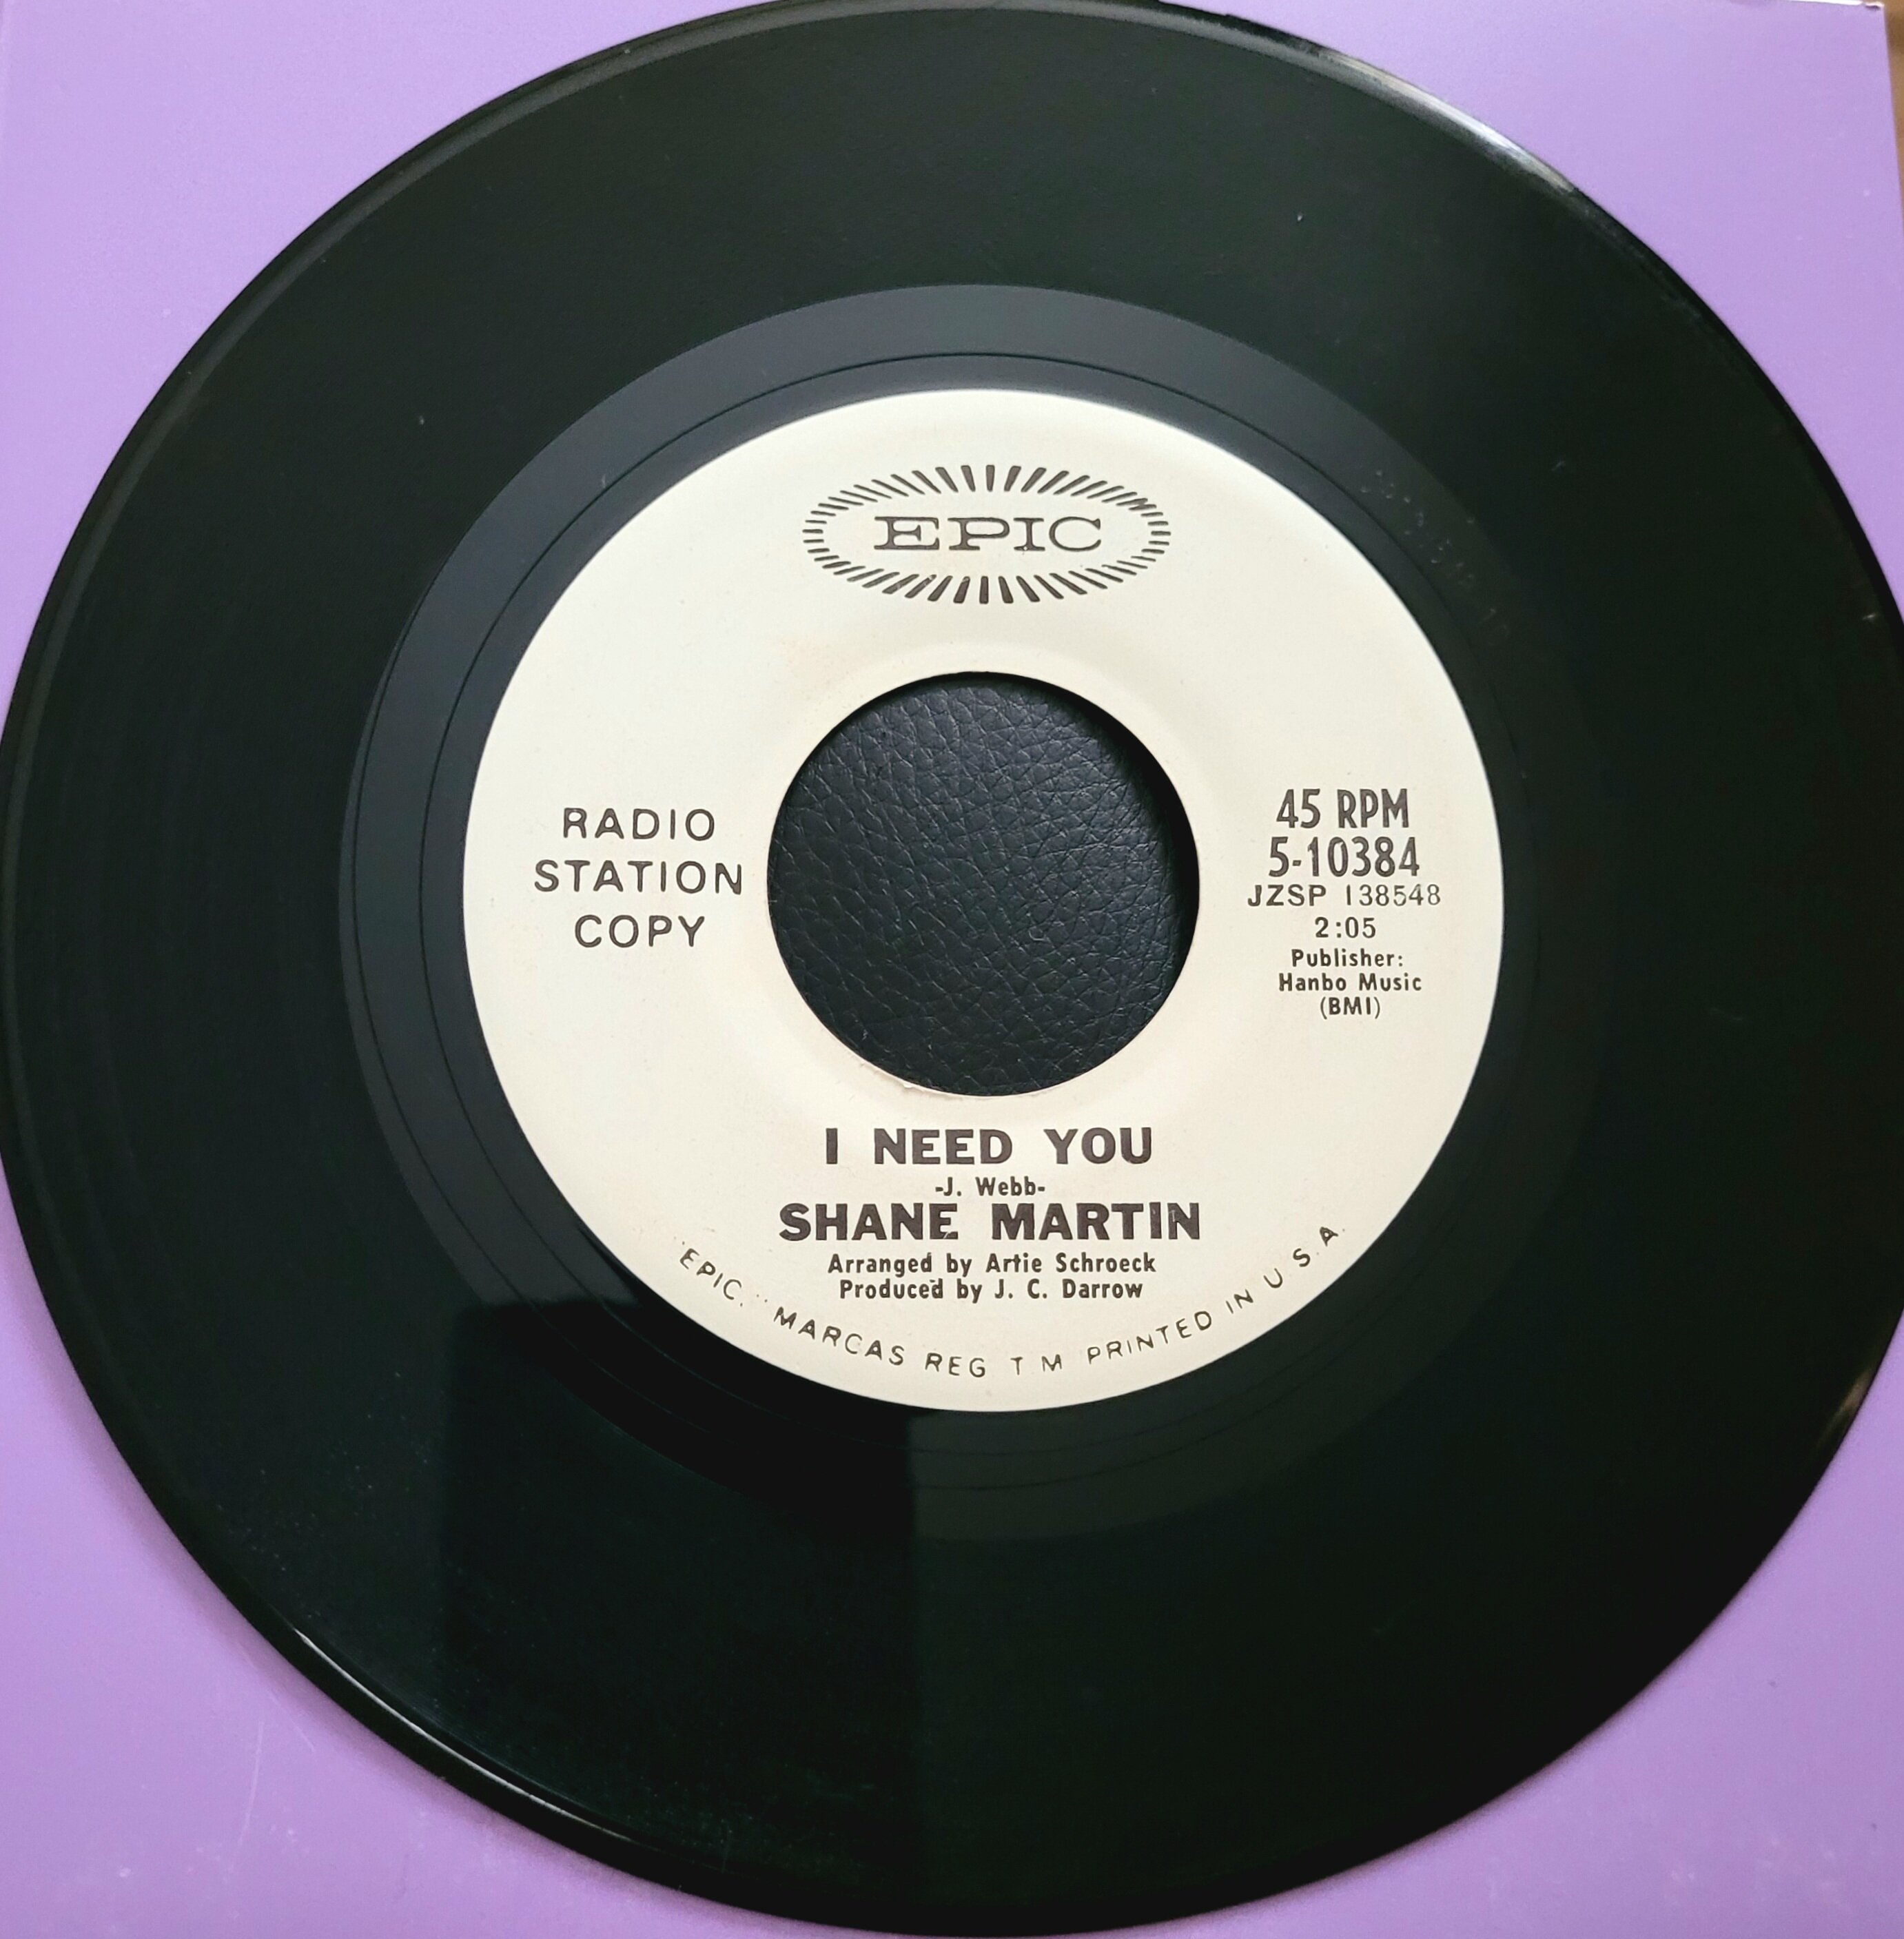 EPIC
RADIO
STATION
COPY
45 RPM
5-10384
JZSP 138548
2:05
Publisher:
Hanbo Music
(BMI)
I NEED YOU
-J. Webb-
SHANE MARTIN
Arranged by Artie Schroeck
Produced by J. C. Darrow
"EPIC." MARCAS REG T M PRINTED IN U S.A.